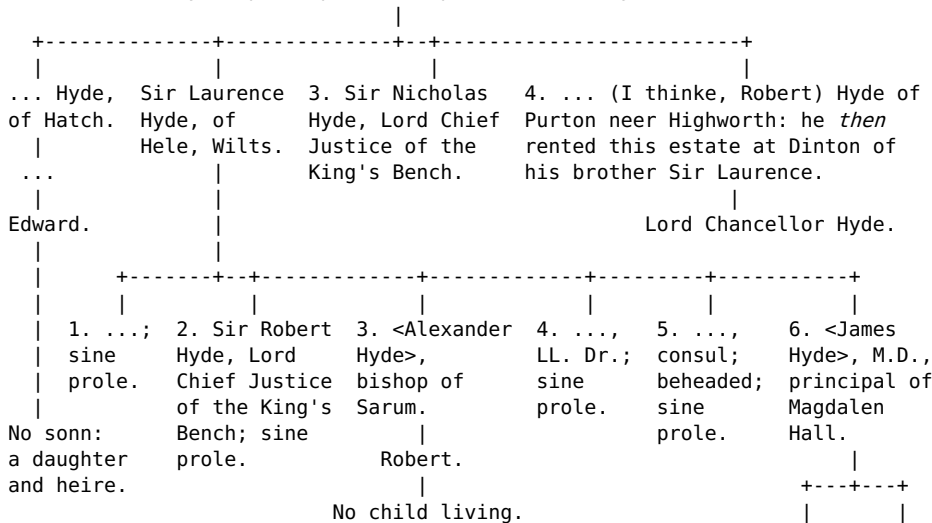 ... Hyde, Sir Laurence 3. Sir Nicholas 4. ... (I thinke, Robert) Hyde of
of Hatch. Hyde, of Hyde, Lord Chief Purton neer Highworth: he then
Hele, Wilts. Justice of the rented this estate at Dinton of
... King's Bench. his brother Sir Laurence.
Edward. Lord Chancellor Hyde.
1. ...; 2. Sir Robert 3. <Alexander 4. ..., 5. ..., 6. <James
sine Hyde, Lord Hyde>, LL. Dr.; consul; Hyde>, M.D.,
prole. Chief Justice bishop of sine beheaded; principal of
of the King's Sarum. prole. sine Magdalen
No sonn: Bench; sine prole. Hall.
a daughter prole. Robert.
and heire.
No child living.